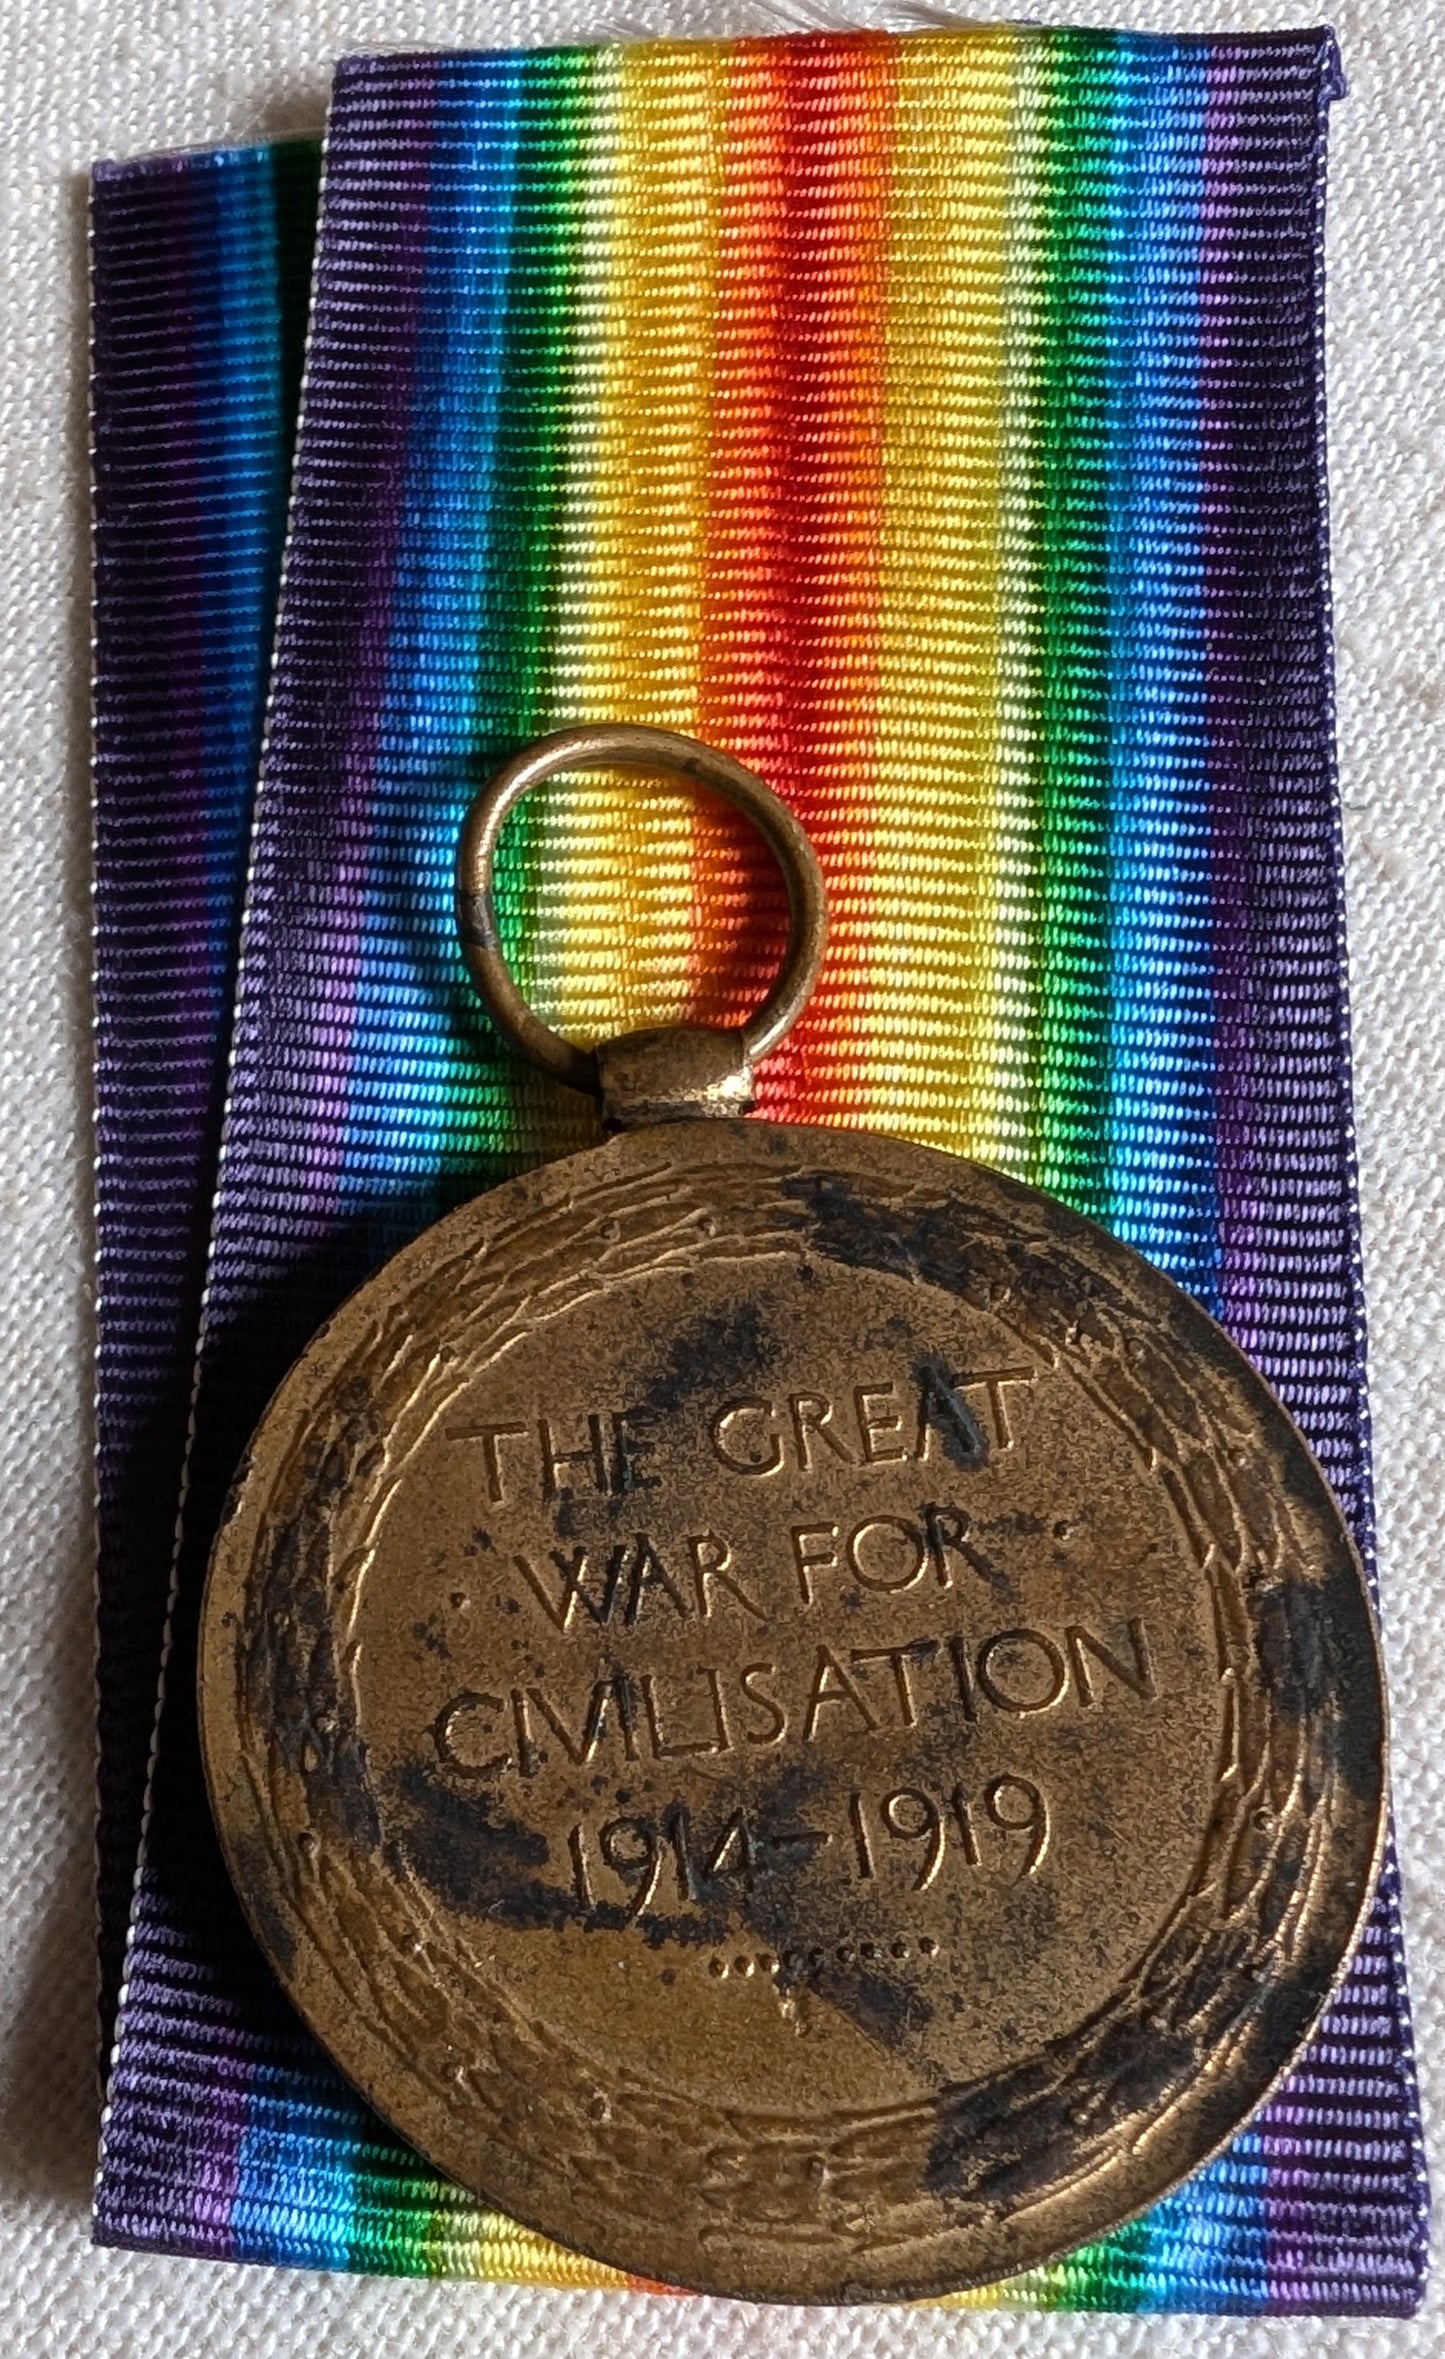 THE GREAT
WAR FOR
CIVILISATION
1914-1919